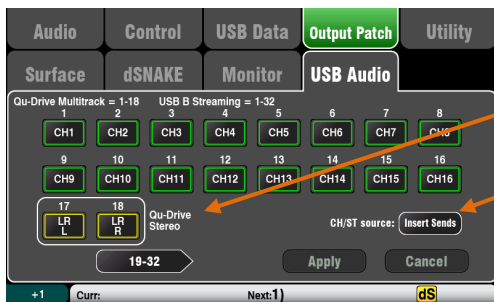 Audio Control USB Data Output Patch Utility
Surface dSNAKE Monitor USB Audio
Qu-Drive Multitrack = 1-18 USB B Streaming = 1-32
1 2 3 4 5 6 7 8
CH1 CH2 CH3 CH4 CH5 CH6 CH7 CH8
9 10 11 12 13 14 15 16
CH9 CH10 CH11 CH12 CH13 CH14 CH15 CH16
17 18
LR L LR R Qu-Drive Stereo
CH/ST source: Insert Sends
19-32 Apply Cancel
+1 Curr: Next:1) dS